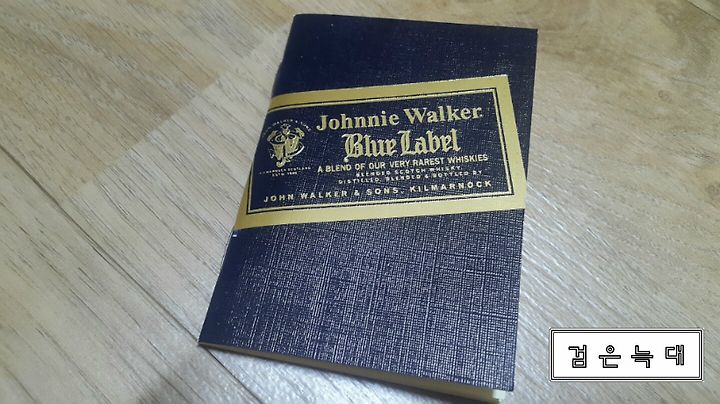 Johnnie Walker.
Blue Label
A BLEND OF OUR VERY RAREST WHISKIES
BLENDED SCOTCH WHISKY.
DISTILLED, BLENDED & BOTTLED BY
JOHN WALKER & SONS. KILMARNOCK
검은늑대